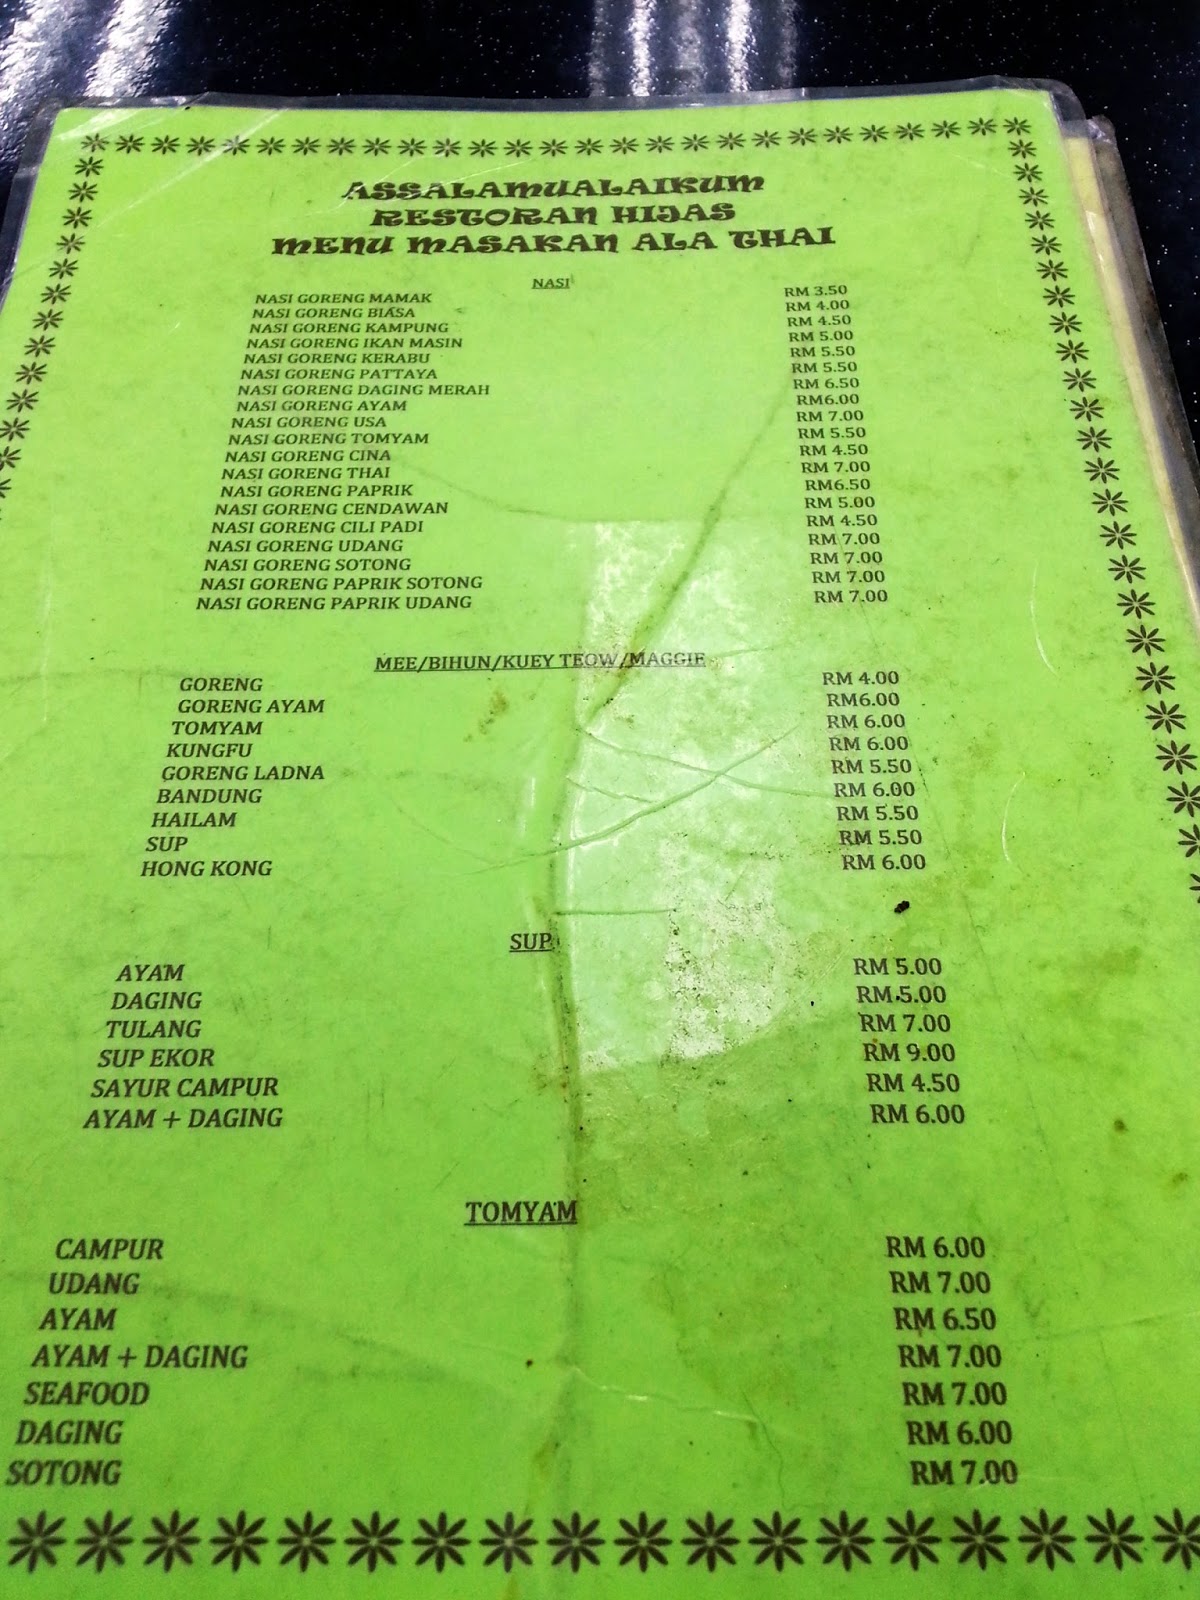 ASSALAMUALAIKUM
RESTORAN HIJAS
MENU MASAKAN ALA THAI
NASI
NASI GORENG MAMAK RM 3.50
NASI GORENG BIASA RM 4.00
NASI GORENG KAMPUNG RM 4.50
NASI GORENG IKAN MASIN RM 5.00
NASI GORENG KERABU RM 5.50
NASI GORENG PATTAYA RM 5.50
NASI GORENG DAGING MERAH RM 6.50
NASI GORENG AYAM RM6.00
NASI GORENG USA RM 7.00
NASI GORENG TOMYAM RM 5.50
NASI GORENG CINA RM 4.50
NASI GORENG THAI RM 7.00
NASI GORENG PAPRIK RM6.50
NASI GORENG CENDAWAN RM 5.00
NASI GORENG CILI PADI RM 4.50
NASI GORENG UDANG RM 7.00
NASI GORENG SOTONG RM 7.00
NASI GORENG PAPRIK SOTONG RM 7.00
NASI GORENG PAPRIK UDANG RM 7.00
MEE/BIHUN/KUEY TEOW/MAGGIE
GORENG RM 4.00
GORENG AYAM RM6.00
TOMYAM RM 6.00
KUNGFU RM 6.00
GORENG LADNA RM 5.50
BANDUNG RM 6.00
HAILAM RM 5.50
SUP RM 5.50
HONG KONG RM 6.00
SUP
AYAM RM 5.00
DAGING RM 5.00
TULANG RM 7.00
SUP EKOR RM 9.00
SAYUR CAMPUR RM 4.50
AYAM + DAGING RM 6.00
TOMYAM
CAMPUR RM 6.00
UDANG RM 7.00
AYAM RM 6.50
AYAM + DAGING RM 7.00
SEAFOOD RM 7.00
DAGING RM 6.00
SOTONG RM 7.00